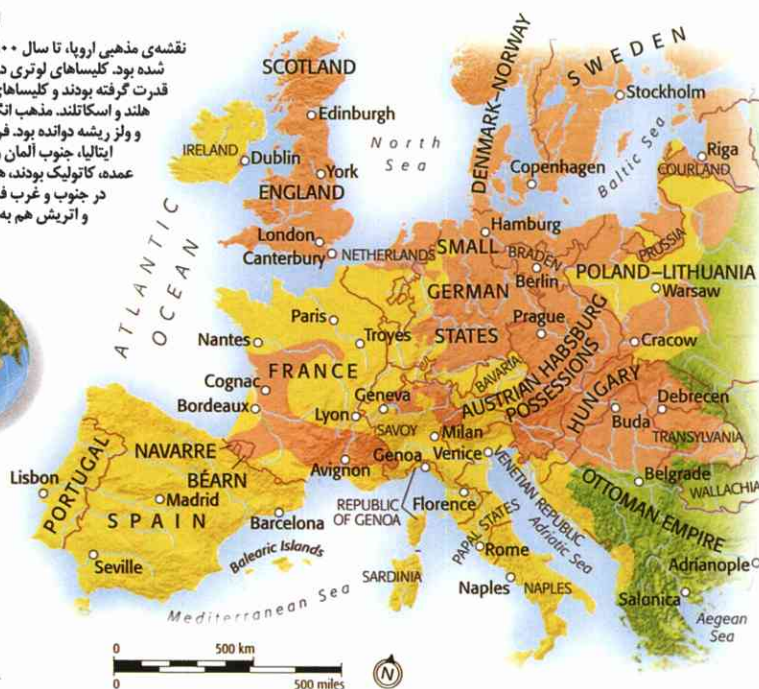 نقشه‌ی مذهبی اروپا، تا سال
شده بود. کلیساهای لوتری
قدرت گرفته بودند و کلیساهای
هلند و اسکاتلند. مذهب
و ولز ریشه دوانده بود.
ایتالیا، جنوب آلمان
عمده، کاتولیک بودند،
در جنوب و غرب
و اتریش هم به
SCOTLAND
Edinburgh
North
Sea
DENMARK–NORWAY
SWEDEN
Stockholm
Baltic Sea
Riga
COURLAND
IRELAND
Dublin
York
ENGLAND
Copenhagen
London
Canterbury
NETHERLANDS
Hamburg
SMALL
GERMAN
STATES
BRADEN
Berlin
PRUSSIA
POLAND–LITHUANIA
Warsaw
ATLANTIC
OCEAN
Paris
Troyes
Nantes
Prague
Cracow
FRANCE
Cognac
Bordeaux
Lyon
Geneva
BAVARIA
AUSTRIAN HABSBURG
POSSESSIONS
HUNGARY
Buda
Debrecen
TRANSYLVANIA
SAVOY
Milan
Genoa
Venice
NAVARRE
BÉARN
Avignon
VENETIAN REPUBLIC
Belgrade
WALLACHIA
Lisbon
PORTUGAL
Madrid
SPAIN
Barcelona
REPUBLIC
OF GENOA
Florence
Adriatic Sea
OTTOMAN EMPIRE
Balearic Islands
PAPAL STATES
Rome
Adrianople
Seville
SARDINIA
Naples
NAPLES
Salonica
Mediterranean Sea
Aegean
Sea
0 500 km
0 500 miles
N